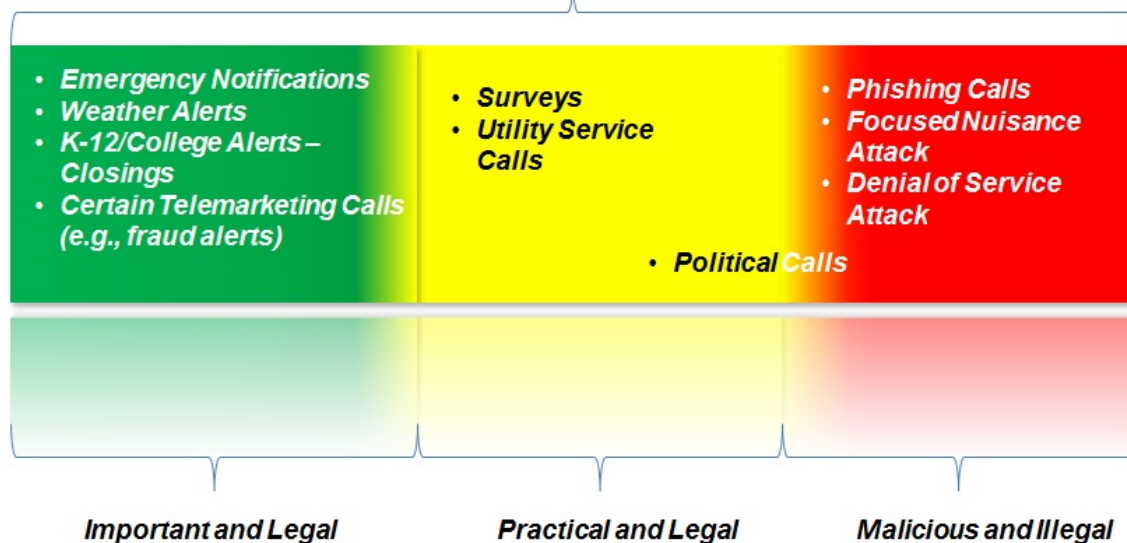 • Emergency Notifications
• Weather Alerts
• K-12/College Alerts –
Closings
• Certain Telemarketing Calls
(e.g., fraud alerts)
• Surveys
• Utility Service
Calls
• Political Calls
• Phishing Calls
• Focused Nuisance
Attack
• Denial of Service
Attack
Important and Legal
Practical and Legal
Malicious and Illegal